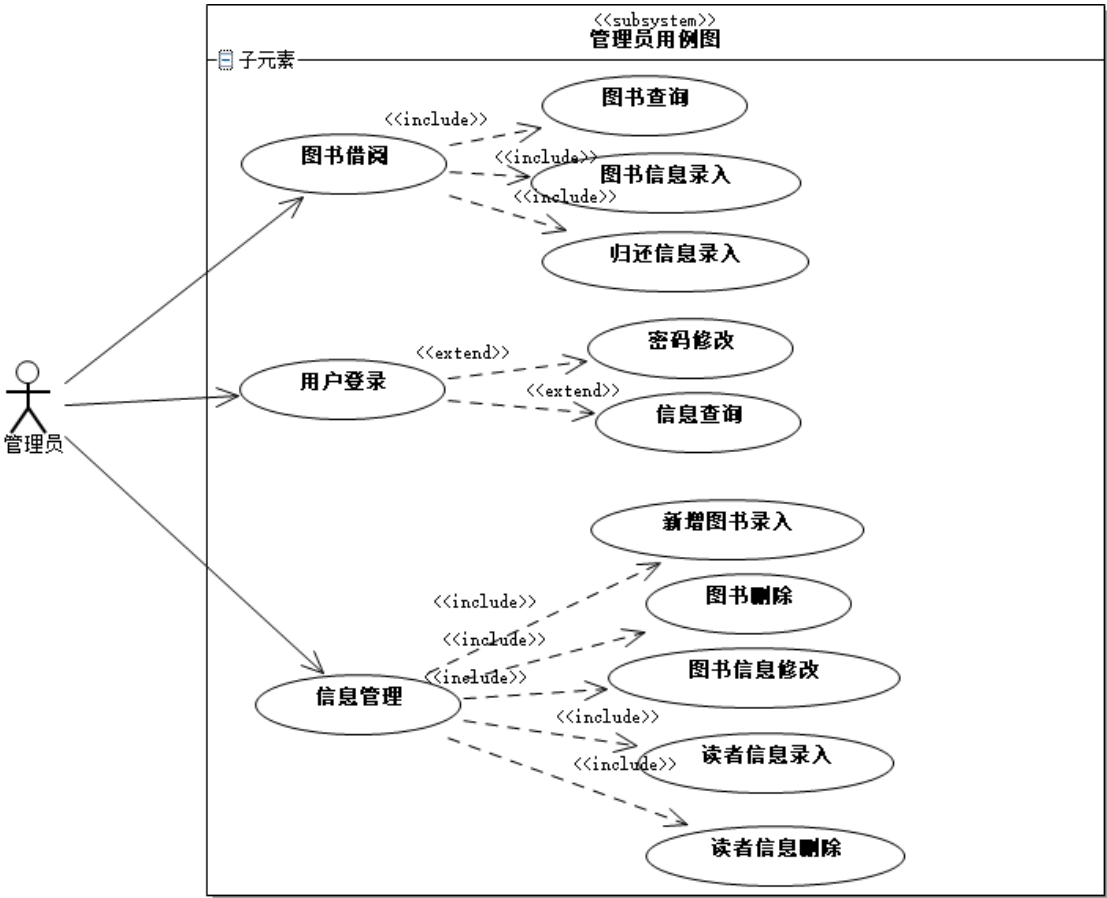 <<subsystem>>
管理员用例图
子元素
图书查询
<<include>>
图书借阅
<<include>>
图书信息录入
<<include>>
归还信息录入
密码修改
<<extend>>
用户登录
<<extend>>
信息查询
管理员
新增图书录入
<<include>>
图书删除
<<include>>
图书信息修改
<<include>>
信息管理
<<include>>
读者信息录入
<<include>>
读者信息删除